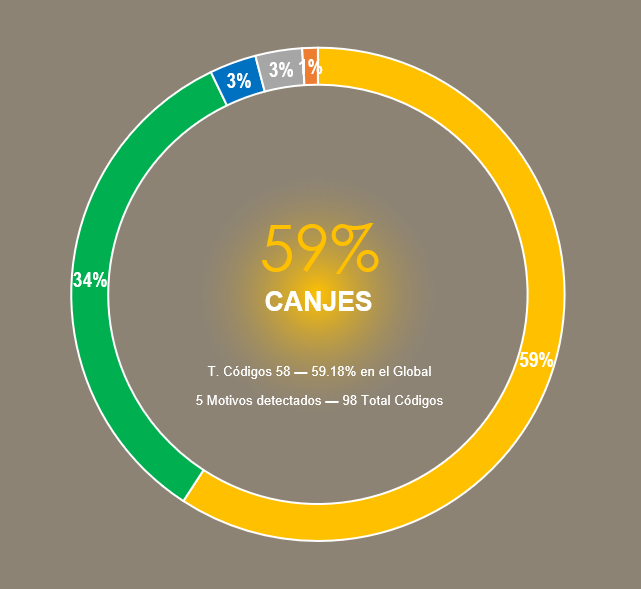 3%
3%
1%
59%
34%
CANJES
T. Códigos 58 — 59.18% en el Global
59%
5 Motivos detectados — 98 Total Códigos